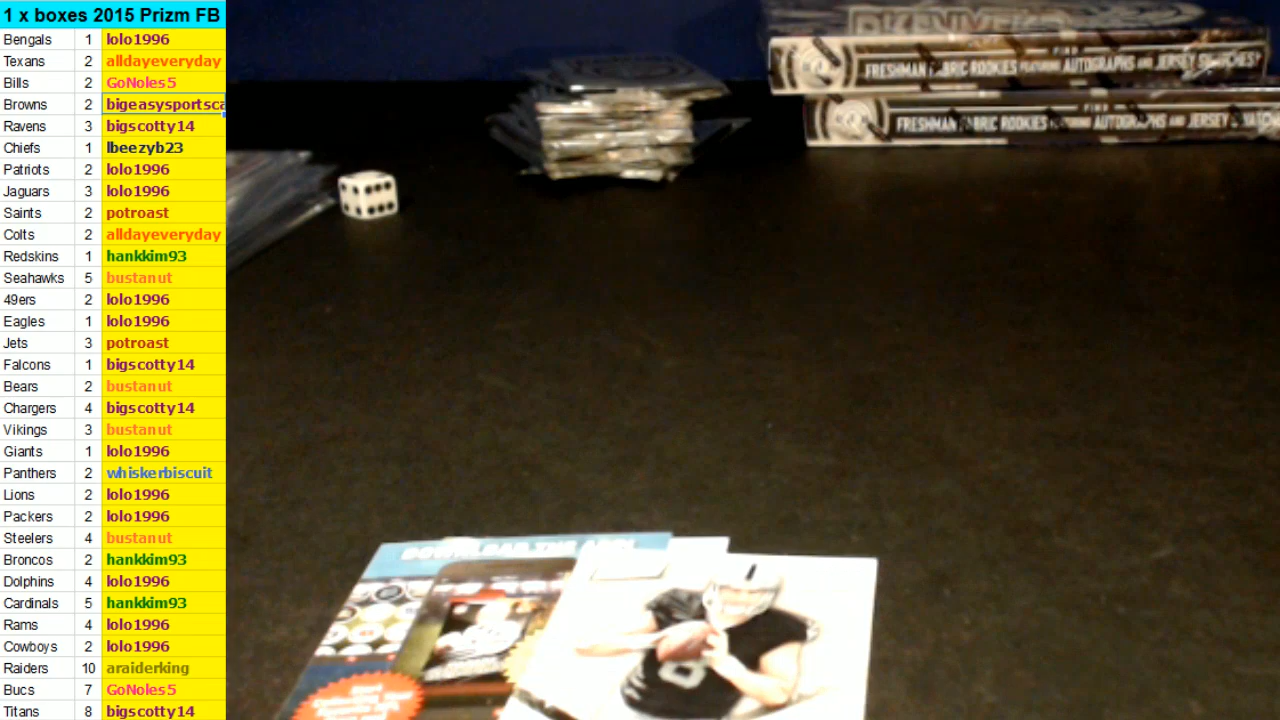 1 x boxes 2015 Prizm FB
Bengals 1 lolo1996
Texans 2 alldayeveryday
Bills 2 GoNoles5
Browns 2 bigeasysportsca
Ravens 3 bigscotty14
Chiefs 1 lbeezyb23
Patriots 2 lolo1996
Jaguars 3 lolo1996
Saints 2 potroast
Colts 2 alldayeveryday
Redskins 1 hankkim93
Seahawks 5 bustanut
49ers 2 lolo1996
Eagles 1 lolo1996
Jets 3 potroast
Falcons 1 bigscotty14
Bears 2 bustanut
Chargers 4 bigscotty14
Vikings 3 bustanut
Giants 1 lolo1996
Panthers 2 whiskerbiscuit
Lions 2 lolo1996
Packers 2 lolo1996
Steelers 4 bustanut
Broncos 2 hankkim93
Dolphins 4 lolo1996
Cardinals 5 hankkim93
Rams 4 lolo1996
Cowboys 2 lolo1996
Raiders 10 araiderking
Bucs 7 GoNoles5
Titans 8 bigscotty14
FRESHMAN FABRIC ROOKIES FEATURING AUTOGRAPHS AND JERSEY SWATCHES!
FRESHMAN FABRIC ROOKIES FEATURING AUTOGRAPHS AND JERSEY SWATCH
DOWNLOAD THE APP!